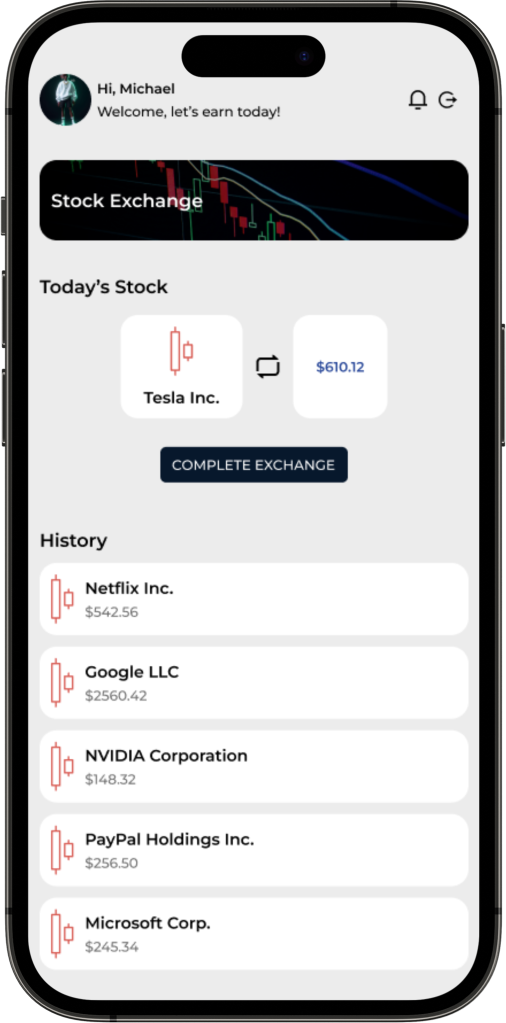 Hi, Michael
Welcome, let's earn today!
Stock Exchange
Today's Stock
Tesla Inc.
$610.12
COMPLETE EXCHANGE
History
Netflix Inc.
$542.56
Google LLC
$2560.42
NVIDIA Corporation
$148.32
PayPal Holdings Inc.
$256.50
Microsoft Corp.
$245.34